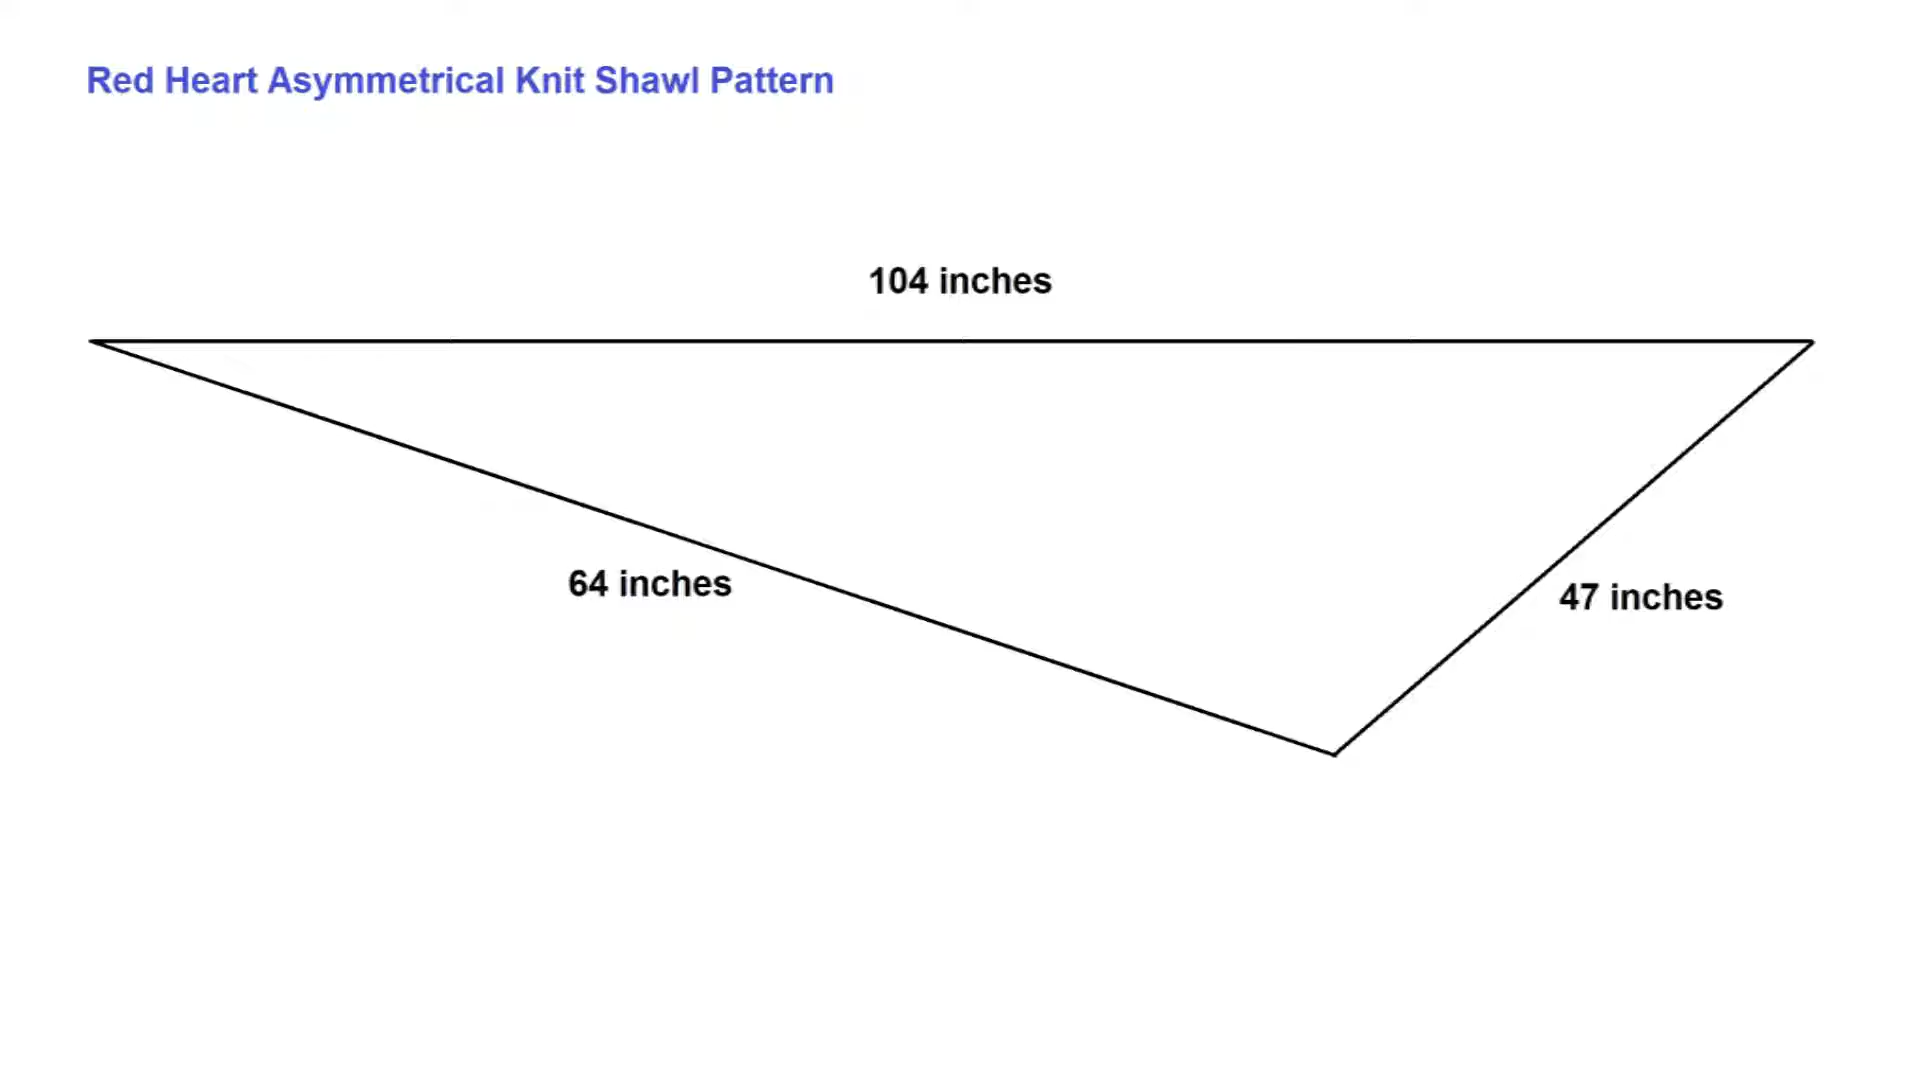 Red Heart Asymmetrical Knit Shawl Pattern
104 inches
64 inches
47 inches